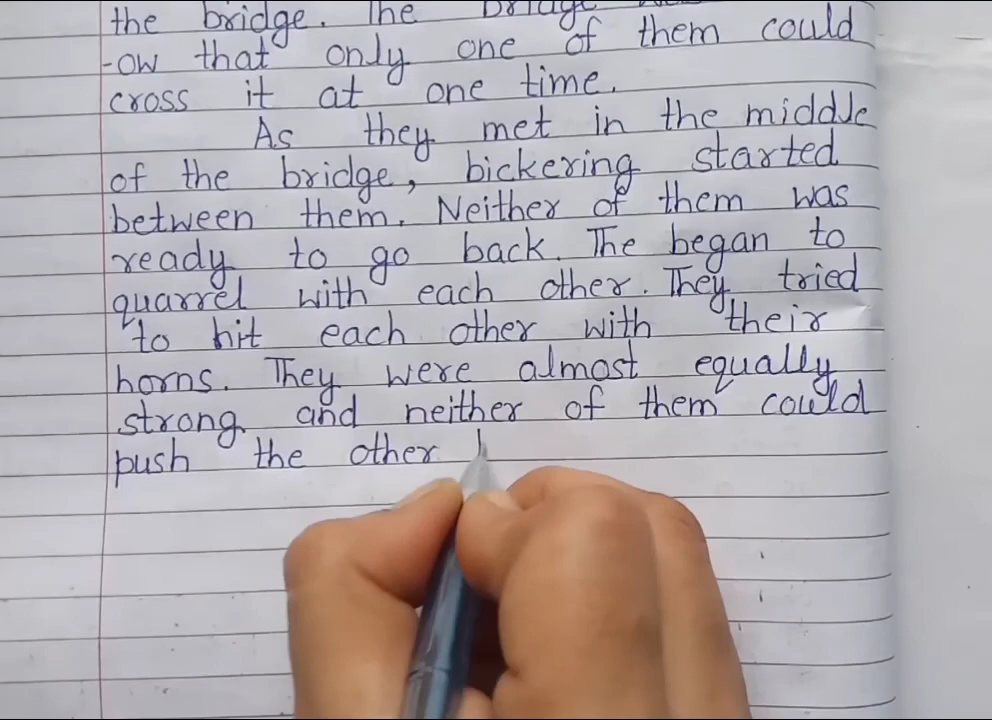 the bridge. The bridge
-ow that only one of them could
cross it at one time.
As they met in the middle
of the bridge, bickering started
between them. Neither of them was
ready to go back. The began to
quarrel with each other. They tried
to hit each other with their
horns. They were almost equally
strong and neither of them could
push the other